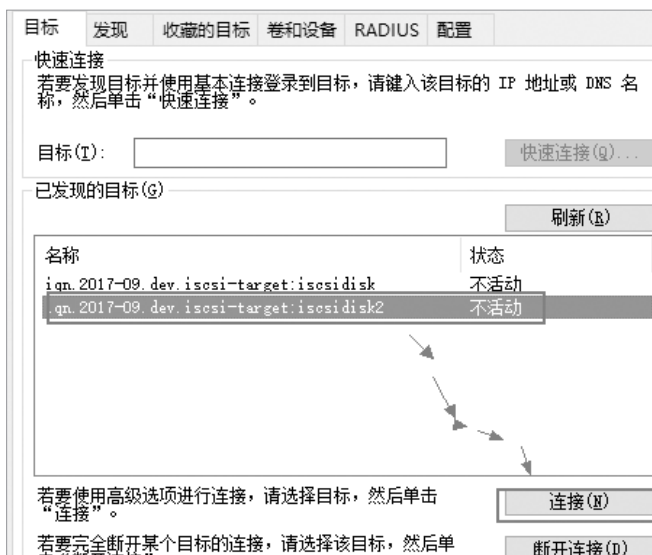 目标 发现 收藏的目标 卷和设备 RADIUS 配置
快速连接
若要发现目标并使用基本连接登录到目标，请键入该目标的 IP 地址或 DNS 名
称，然后单击“快速连接”。
目标(T): 快速连接(Q)...
已发现的目标(G)
刷新(R)
名称 状态
iqn.2017-09.dev.iscsi-target:iscsidisk 不活动
iqn.2017-09.dev.iscsi-target:iscsidisk2 不活动
若要使用高级选项进行连接，请选择目标，然后单击
“连接”。 连接(N)
若要完全断开某个目标的连接，请选择该目标，然后单
断开连接(D)